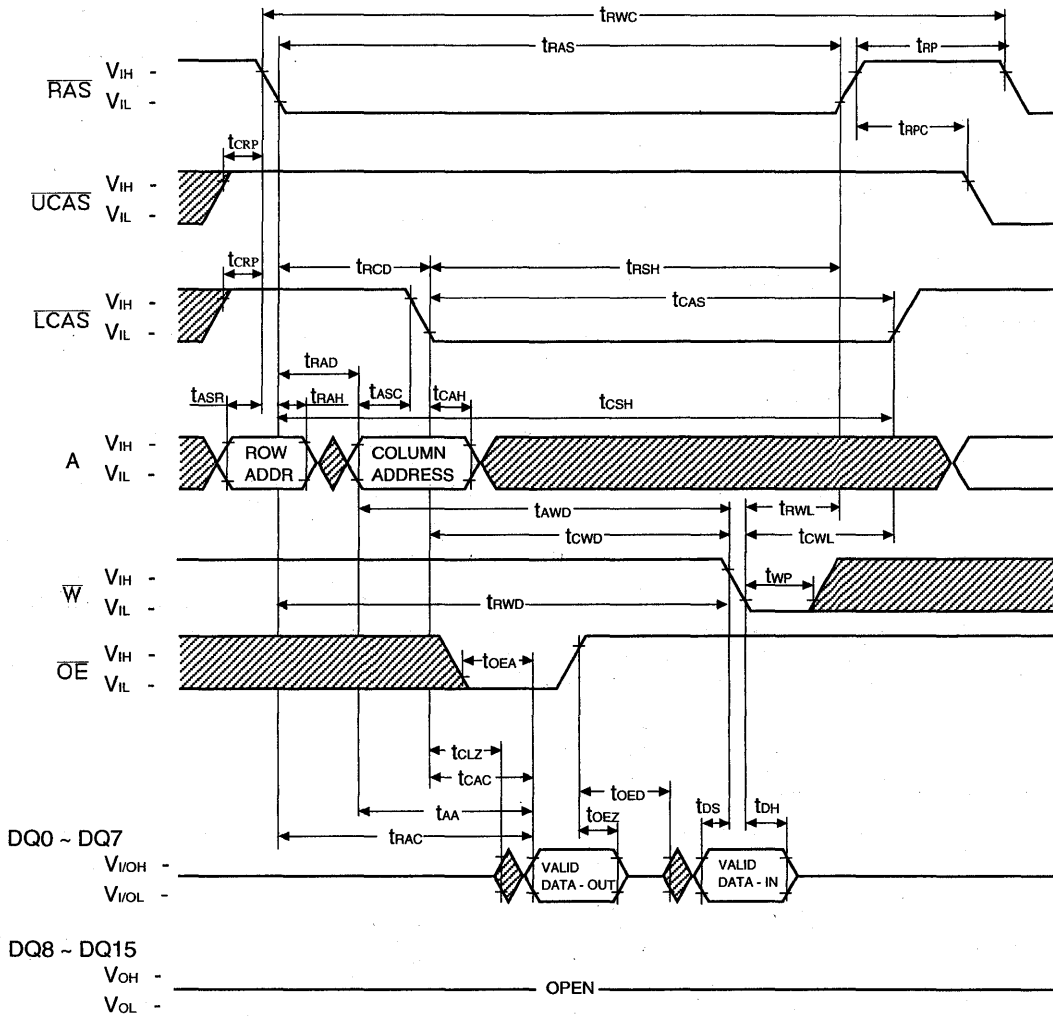 tRWC
tRAS
tRP
RAS
VIH -
VIL -
tCRP
tRPC
UCAS
VIH -
VIL -
tCRP
tRCD
tRSH
LCAS
VIH -
VIL -
tCAS
tRAD
tASR
tRAH
tASC
tCAH
tCSH
A
VIH -
VIL -
ROW
ADDR
COLUMN
ADDRESS
tAWD
tRWL
tCWD
tCWL
W
VIH -
VIL -
tWP
tRWD
OE
VIH -
VIL -
tOEA
tCLZ
tCAC
tOED
tAA
tOEZ
tDS
tDH
tRAC
DQ0 ~ DQ7
VI/OH -
VI/OL -
VALID
DATA - OUT
VALID
DATA - IN
DQ8 ~ DQ15
VOH -
VOL -
OPEN